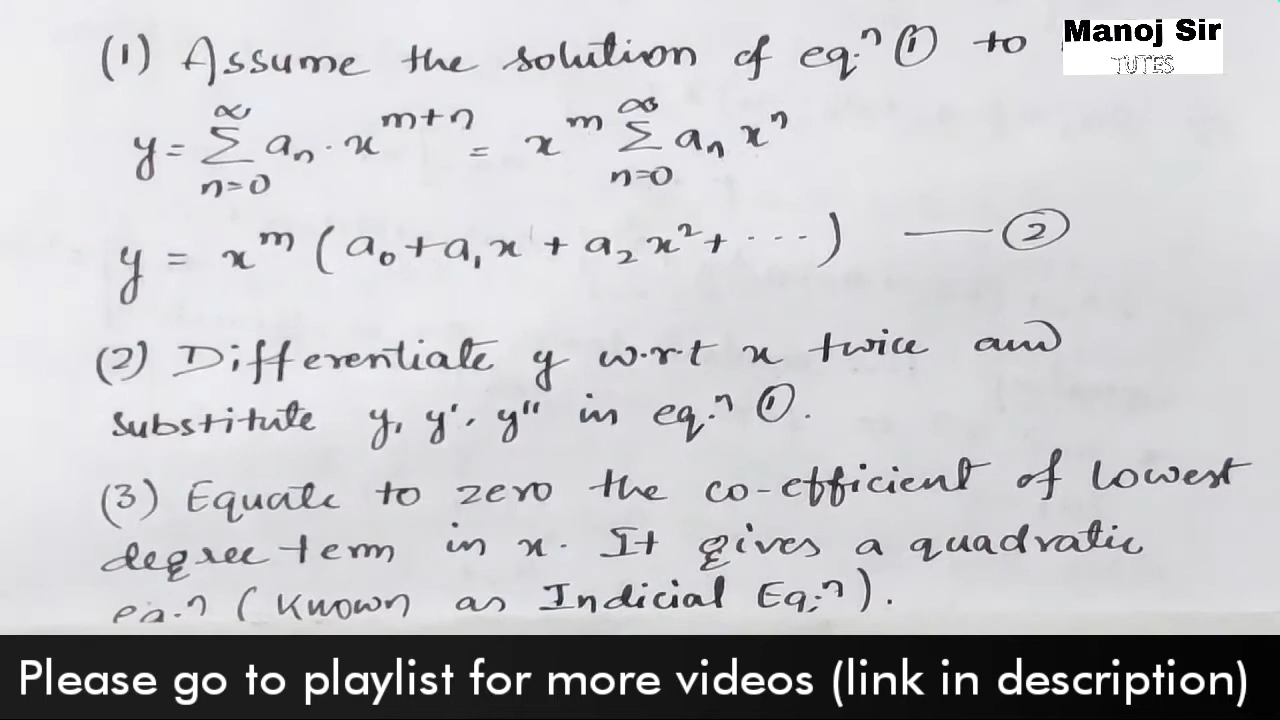 Manoj Sir
TUTES
(1) Assume the solution of eq.ⁿ ① to
y = ∑_{n=0}^{∞} aₙ · x^{m+n} = x^m ∑_{n=0}^{∞} aₙ xⁿ
y = x^m (a₀ + a₁x + a₂x² + ···) — ②
(2) Differentiate y w.r.t x twice and
substitute y, y', y'' in eq.ⁿ ①.
(3) Equate to zero the co-efficient of lowest
degree term in x. It gives a quadratic
eq.ⁿ (Known as Indicial Eq.ⁿ).
Please go to playlist for more videos (link in description)